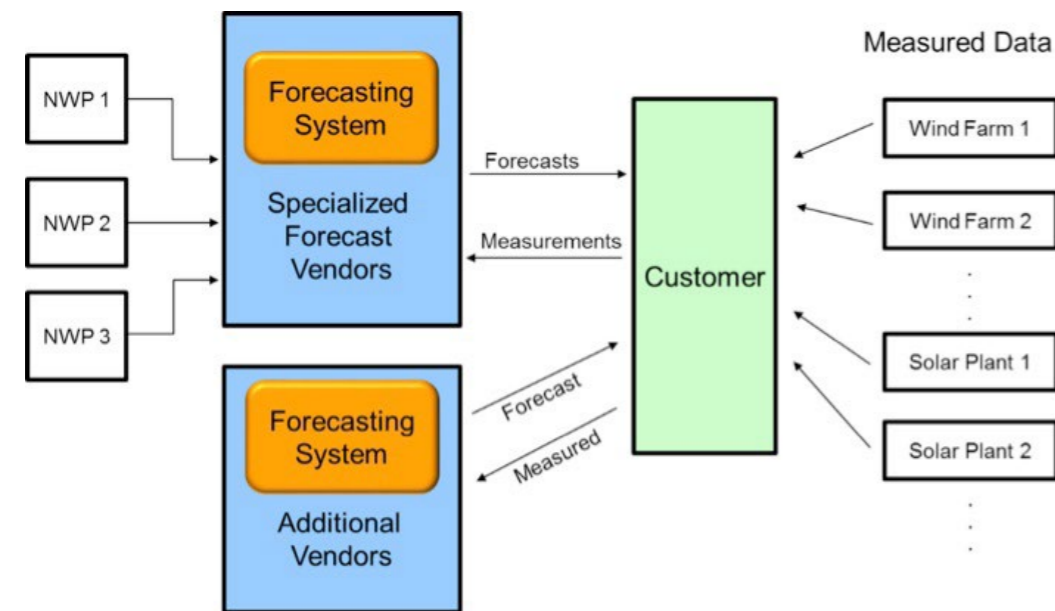 Measured Data
NWP 1
NWP 2
NWP 3
Forecasting
System
Specialized
Forecast
Vendors
Forecasting
System
Additional
Vendors
Forecasts
Measurements
Forecast
Measured
Customer
Wind Farm 1
Wind Farm 2
.
.
.
Solar Plant 1
Solar Plant 2
.
.
.